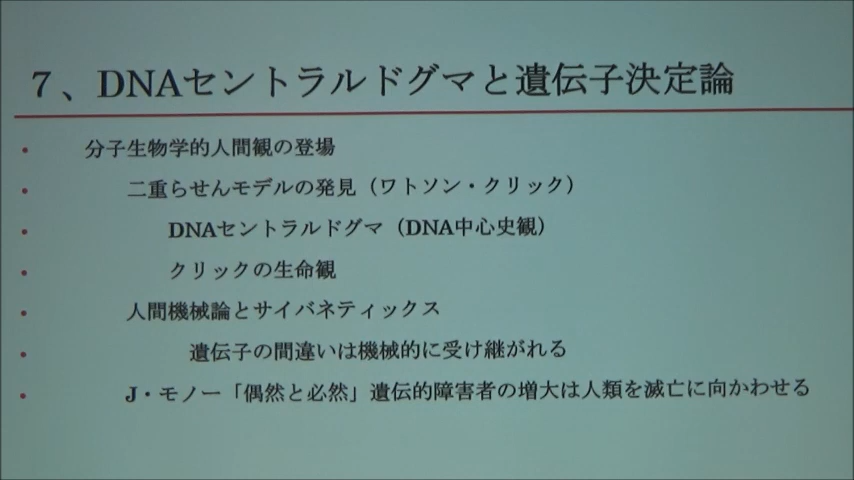 7、DNAセントラルドグマと遺伝子決定論
• 分子生物学的人間観の登場
• 二重らせんモデルの発見（ワトソン・クリック）
• DNAセントラルドグマ（DNA中心史観）
• クリックの生命観
• 人間機械論とサイバネティックス
• 遺伝子の間違いは機械的に受け継がれる
• J・モノー「偶然と必然」遺伝的障害者の増大は人類を滅亡に向かわせる